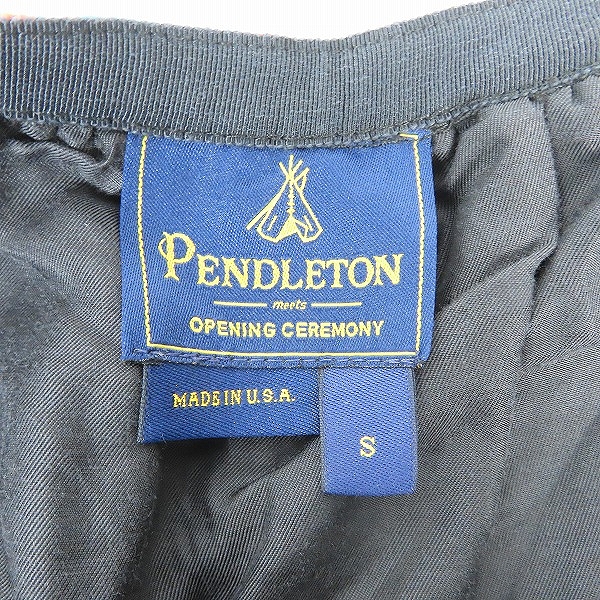 PENDLETON
meets
OPENING CEREMONY
MADE IN U.S.A.
S